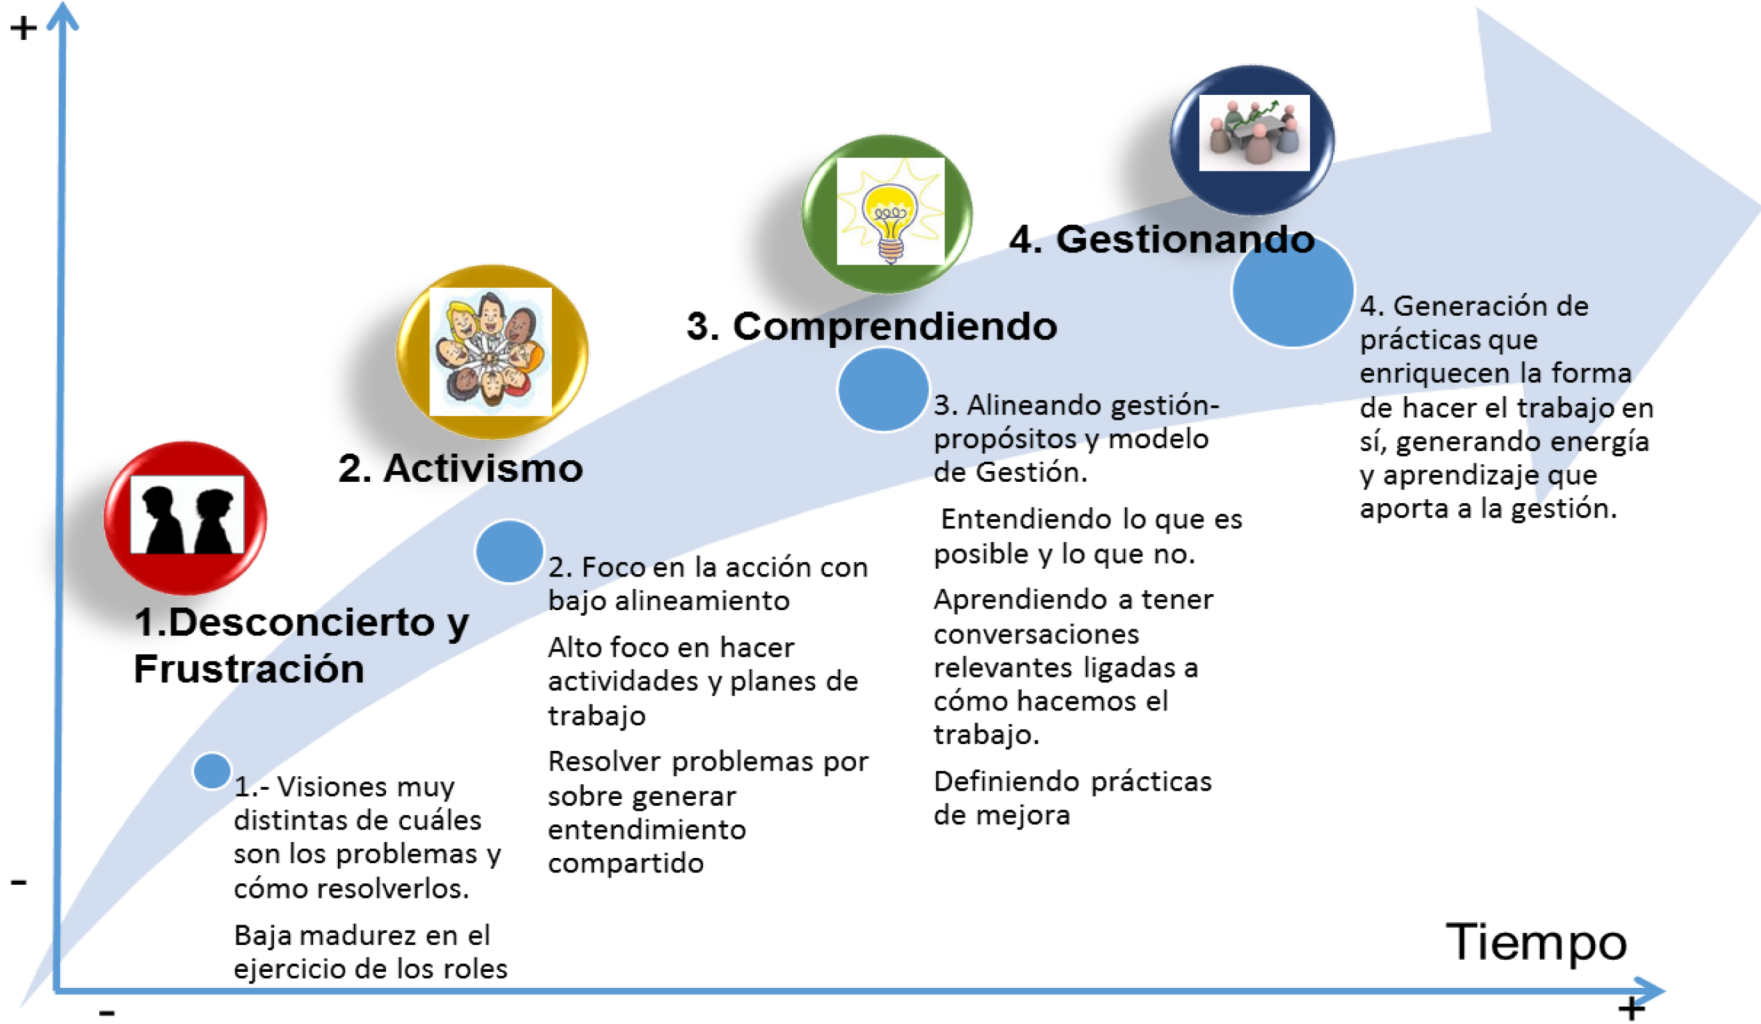 +
4. Gestionando
4. Generación de
prácticas que
enriquecen la forma
de hacer el trabajo en
sí, generando energía
y aprendizaje que
aporta a la gestión.
3. Comprendiendo
3. Alineando gestión-
propósitos y modelo
de Gestión.
Entendiendo lo que es
posible y lo que no.
Aprendiendo a tener
conversaciones
relevantes ligadas a
cómo hacemos el
trabajo.
Definiendo prácticas
de mejora
2. Activismo
2. Foco en la acción con
bajo alineamiento
Alto foco en hacer
actividades y planes de
trabajo
Resolver problemas por
sobre generar
entendimiento
compartido
1.Desconcierto y
Frustración
1.- Visiones muy
distintas de cuáles
son los problemas y
cómo resolverlos.
Baja madurez en el
ejercicio de los roles
-
Tiempo
-
+